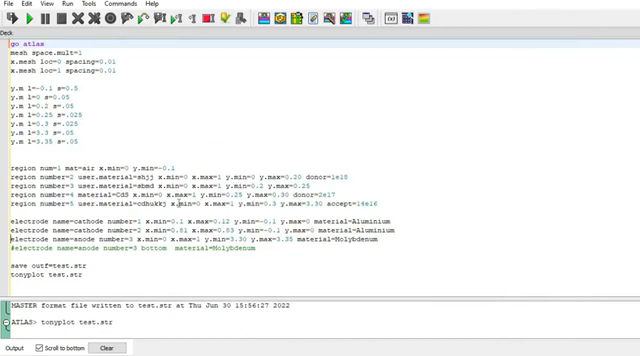 File Edit View Run Tools Commands Help
Deck
go atlas
mesh space.mult=1
x.mesh loc=0 spacing=0.01
x.mesh loc=1 spacing=0.01
y.m l=-0.1 s=0.5
y.m l=0 s=0.05
y.m l=0.2 s=.05
y.m l=0.25 s=0.025
y.m l=0.3 s=0.025
y.m l=3.3 s=.05
y.m l=3.35 s=.05
region num=1 mat=air x.min=0 y.min=-0.1
region number=2 user.material=shjj x.min=0 x.max=1 y.min=0 y.max=0.20 donor=1e18
region number=3 user.material=sbmd x.min=0 x.max=1 y.min=0.2 y.max=0.25
region number=4 material=CdS x.min=0 x.max=1 y.min=0.25 y.max=0.30 donor=2e17
region number=5 user.material=cdhukkj x.min=0 x.max=1 y.min=0.3 y.max=3.30 accept=14e16
electrode name=cathode number=1 x.min=0.1 x.max=0.12 y.min=-0.1 y.max=0 material=Aluminium
electrode name=cathode number=2 x.min=0.81 x.max=0.83 y.min=-0.1 y.max=0 material=Aluminium
electrode name=anode number=3 x.min=0 x.max=1 y.min=3.30 y.max=3.35 material=Molybdenum
#electrode name=anode number=3 bottom material=Molybdenum
save outf=test.str
tonyplot test.str
MASTER format file written to test.str at Thu Jun 30 15:56:27 2022
ATLAS> tonyplot test.str
Output Scroll to bottom Clear